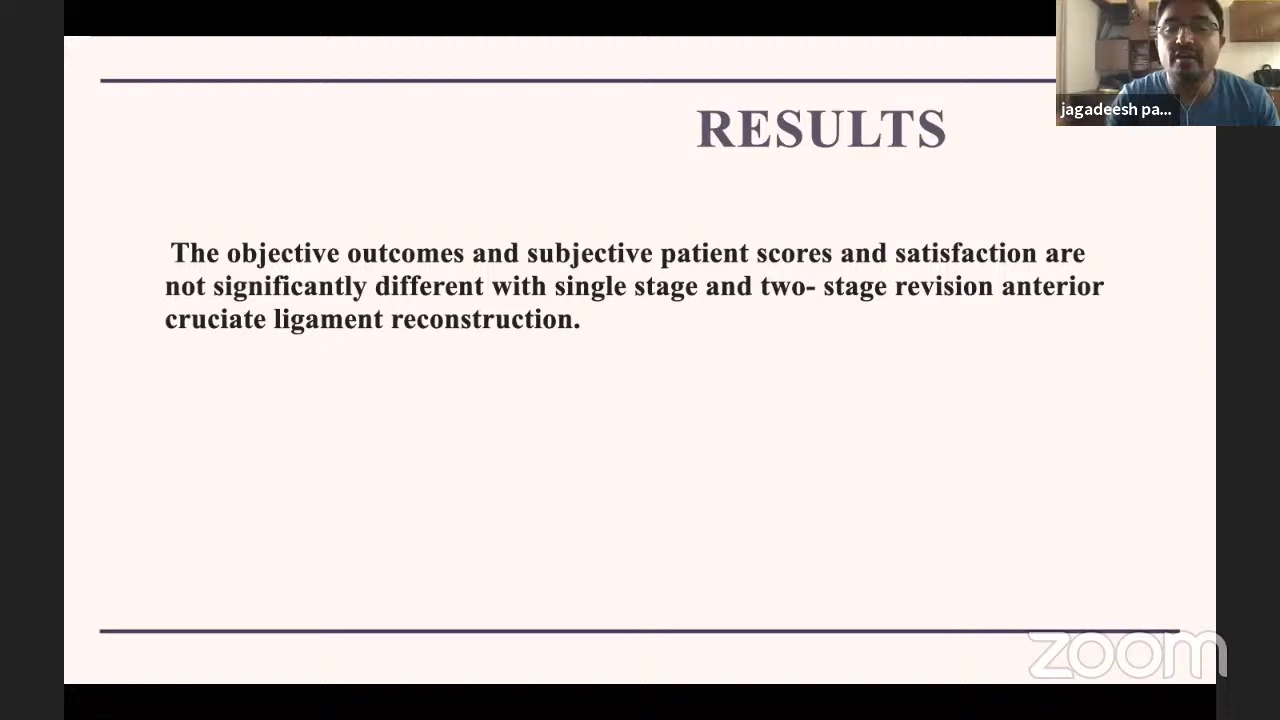 RESULTS
jagadeesh pa...
The objective outcomes and subjective patient scores and satisfaction are
not significantly different with single stage and two- stage revision anterior
cruciate ligament reconstruction.
zoom